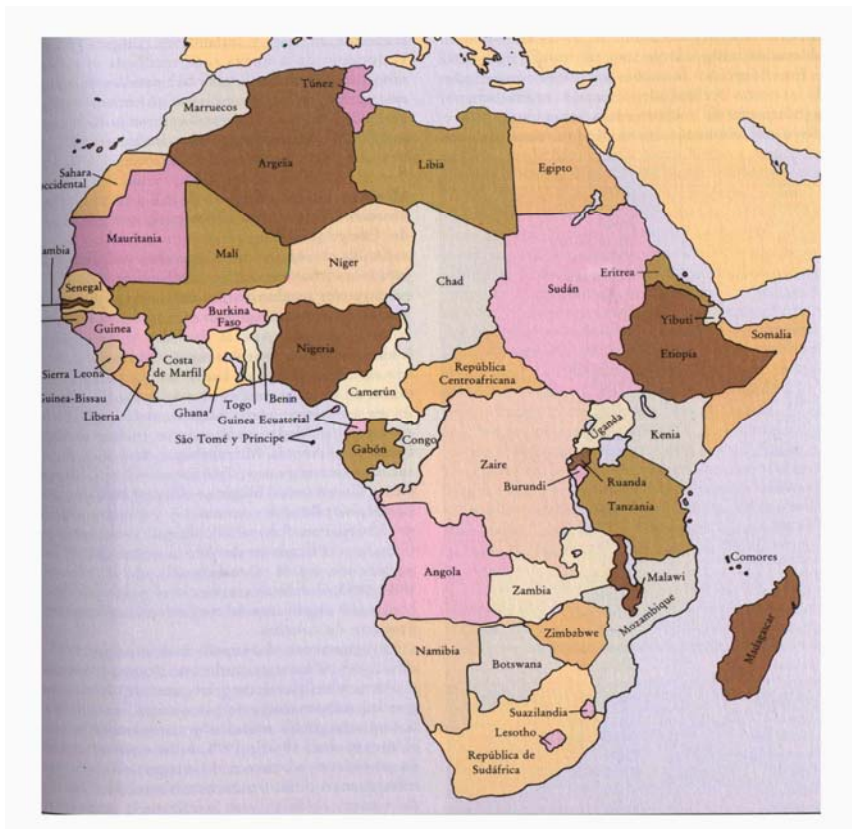 Túnez
Marruecos
Argelia
Libia
Egipto
Sahara
occidental
Mauritania
Malí
Níger
Chad
Sudán
Eritrea
ambia
Senegal
Burkina
Faso
Yibuti
Somalia
Guinea
Nigeria
Etiopia
Costa
de Marfil
República
Centroafricana
Sierra Leona
Camerún
Guinea-Bissau
Liberia
Ghana
Togo
Benin
Guinea Ecuatorial
São Tomé y Príncipe
Gabón
Congo
Uganda
Kenia
Zaire
Burundi
Ruanda
Tanzania
Comores
Angola
Zambia
Malawi
Mozambique
Madagascar
Zimbabwe
Namibia
Botswana
Suazilandia
Lesotho
República de
Sudáfrica